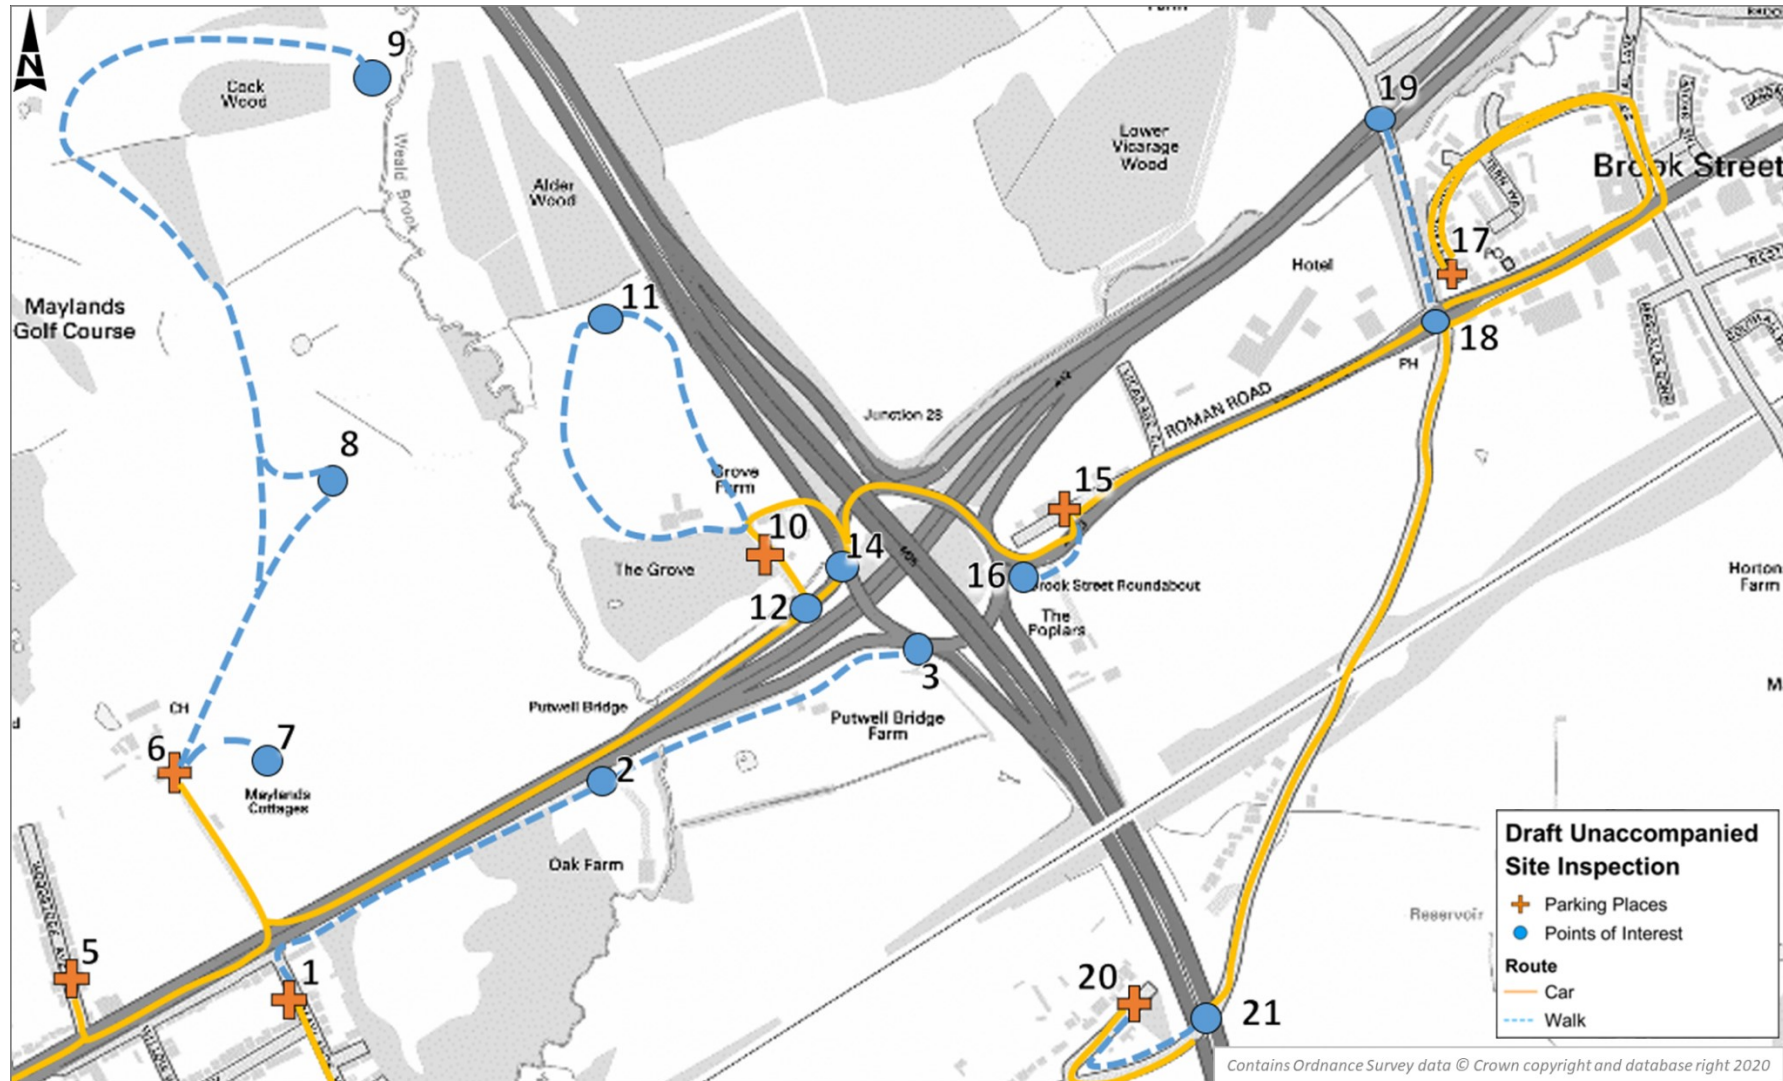 N
9
Cock
Wood
Weald Brook
Alder
Wood
Lower
Vicarage
Wood
19
Brook Street
17
PO
Hotel
18
PH
Maylands
Golf Course
11
A12
Junction 28
ROMAN ROAD
8
Grove
Farm
15
10
14
M25
The Grove
16
Brook Street Roundabout
12
The
Poplars
Horton
Farm
3
CH
Putwell Bridge
Putwell Bridge
Farm
6
7
2
Maylands
Cottages
Oak Farm
Reservoir
5
1
20
21
Draft Unaccompanied
Site Inspection
Parking Places
Points of Interest
Route
Car
Walk
Contains Ordnance Survey data © Crown copyright and database right 2020